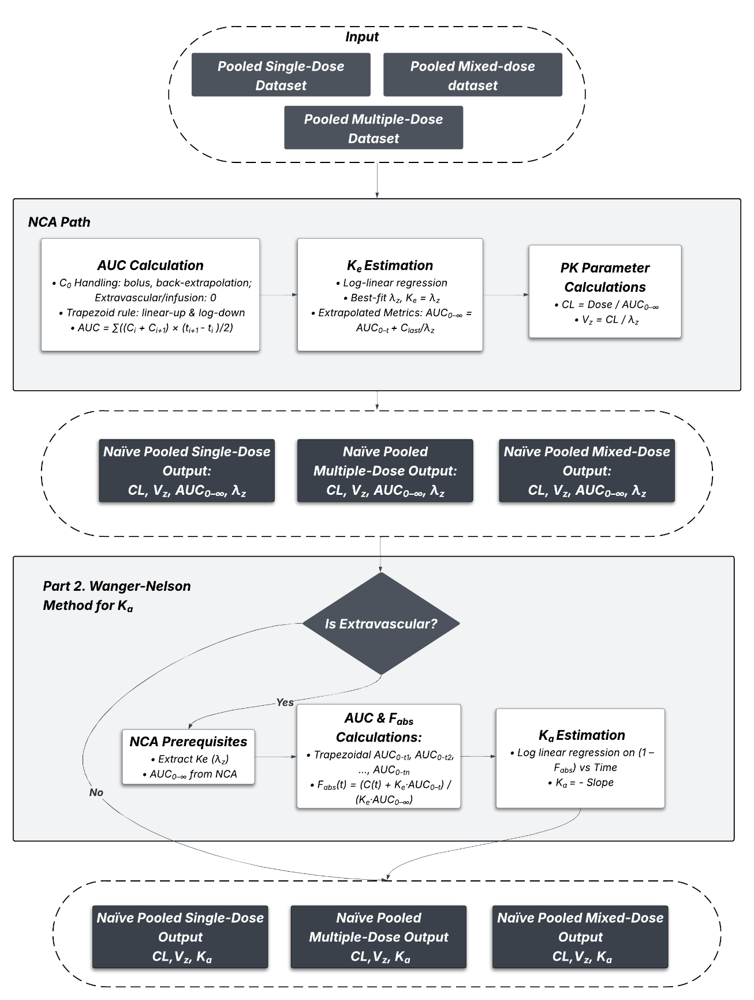 Input
Pooled Single-Dose
Dataset
Pooled Mixed-dose
dataset
Pooled Multiple-Dose
Dataset
NCA Path
AUC Calculation
• C₀ Handling: bolus, back-extrapolation;
Extravascular/infusion: 0
• Trapezoid rule: linear-up & log-down
• AUC = ∑((Cᵢ + Cᵢ₊₁) × (tᵢ₊₁ - tᵢ )/2)
Kₑ Estimation
• Log-linear regression
• Best-fit λz, Kₑ = λz
• Extrapolated Metrics: AUC₀–∞ =
AUC₀–t + Clast/λz
PK Parameter
Calculations
• CL = Dose / AUC₀–∞
• Vz = CL / λz
Naïve Pooled Single-Dose
Output:
CL, Vz, AUC₀–∞, λz
Naïve Pooled
Multiple-Dose Output:
CL, Vz, AUC₀–∞, λz
Naïve Pooled Mixed-Dose
Output:
CL, Vz, AUC₀–∞, λz
Part 2. Wanger-Nelson
Method for Kₐ
Is Extravascular?
Yes
No
NCA Prerequisites
• Extract Ke (λz)
• AUC₀–∞ from NCA
AUC & Fabs
Calculations:
• Trapezoidal AUC₀-t1, AUC₀-t2,
..., AUC₀-tn
• Fabs(t) = (C(t) + Kₑ·AUC₀–t) /
(Kₑ·AUC₀–∞)
Kₐ Estimation
• Log linear regression on (1 –
Fabs) vs Time
• Kₐ = - Slope
Naïve Pooled Single-Dose
Output
CL, Vz, Kₐ
Naïve Pooled
Multiple-Dose Output
CL, Vz, Kₐ
Naïve Pooled Mixed-Dose
Output
CL, Vz, Kₐ